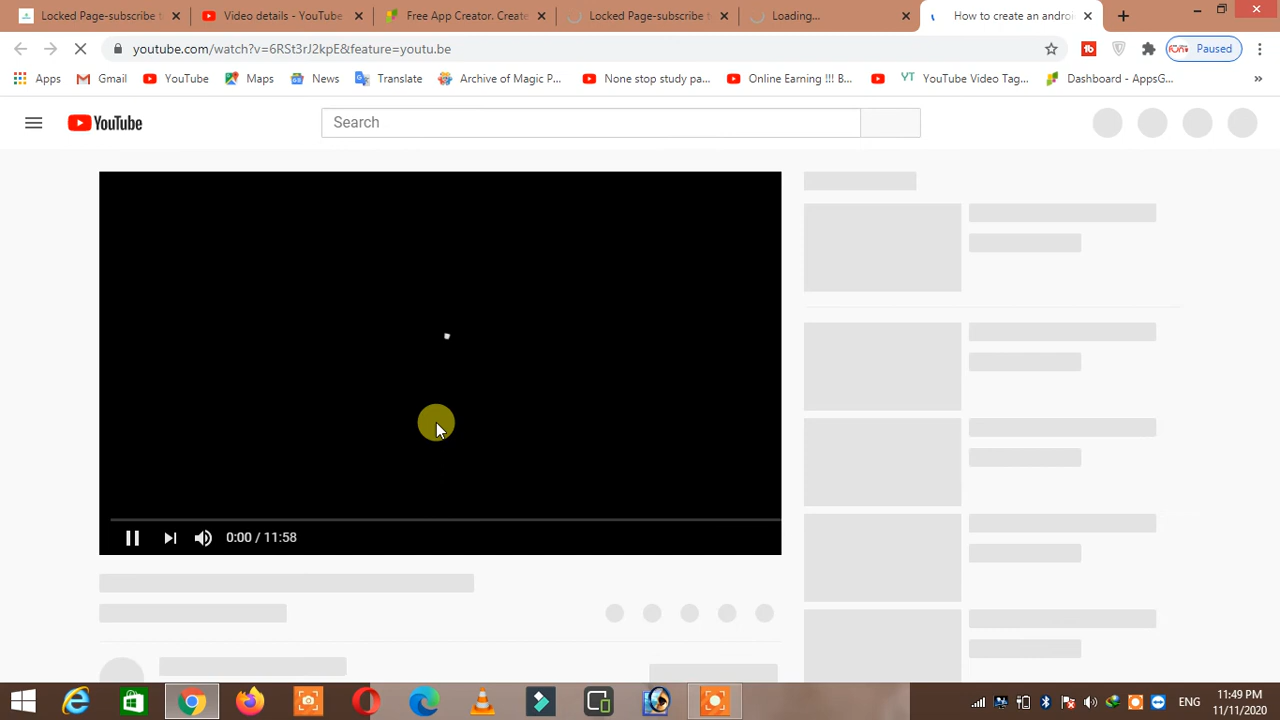 Locked Page-subscribe to
Video details - YouTube
Free App Creator. Create
Locked Page-subscribe to
Loading...
How to create an androi
youtube.com/watch?v=6RSt3rJ2kpE&feature=youtu.be
Paused
Apps
Gmail
YouTube
Maps
News
Translate
Archive of Magic P...
None stop study pa...
Online Earning !!! B...
YT
YouTube Video Tag...
Dashboard - AppsG...
»
YouTube
Search
0:00 / 11:58
ENG
11:49 PM
11/11/2020